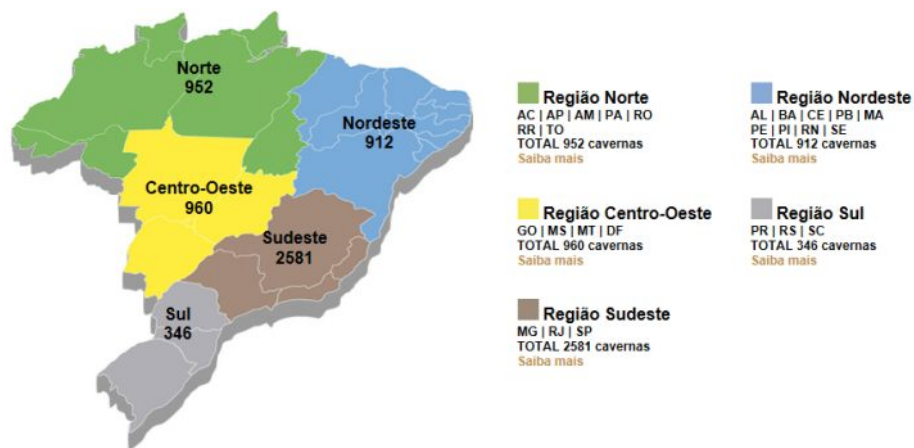 Norte
952
Nordeste
912
Centro-Oeste
960
Sudeste
2581
Sul
346
Região Norte
AC | AP | AM | PA | RO
RR | TO
TOTAL 952 cavernas
Saiba mais
Região Nordeste
AL | BA | CE | PB | MA
PE | PI | RN | SE
TOTAL 912 cavernas
Saiba mais
Região Centro-Oeste
GO | MS | MT | DF
TOTAL 960 cavernas
Saiba mais
Região Sul
PR | RS | SC
TOTAL 346 cavernas
Saiba mais
Região Sudeste
MG | RJ | SP
TOTAL 2581 cavernas
Saiba mais